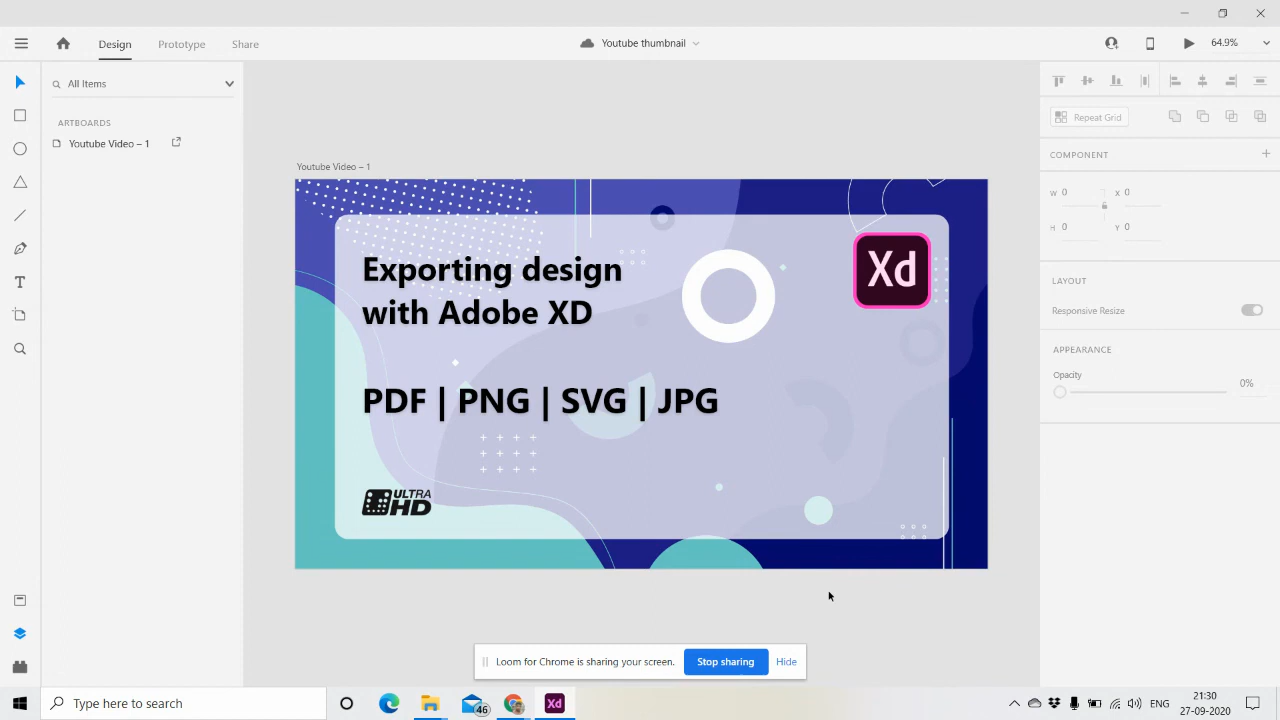 Design
Prototype
Share
Youtube thumbnail
64.9%
All Items
ARTBOARDS
Youtube Video – 1
Youtube Video – 1
Exporting design
with Adobe XD
PDF | PNG | SVG | JPG
ULTRA
HD
Xd
Repeat Grid
COMPONENT
W 0 X 0
H 0 Y 0
LAYOUT
Responsive Resize
APPEARANCE
Opacity
0%
Loom for Chrome is sharing your screen.
Stop sharing
Hide
Type here to search
46
Xd
ENG
21:30
27-09-2020